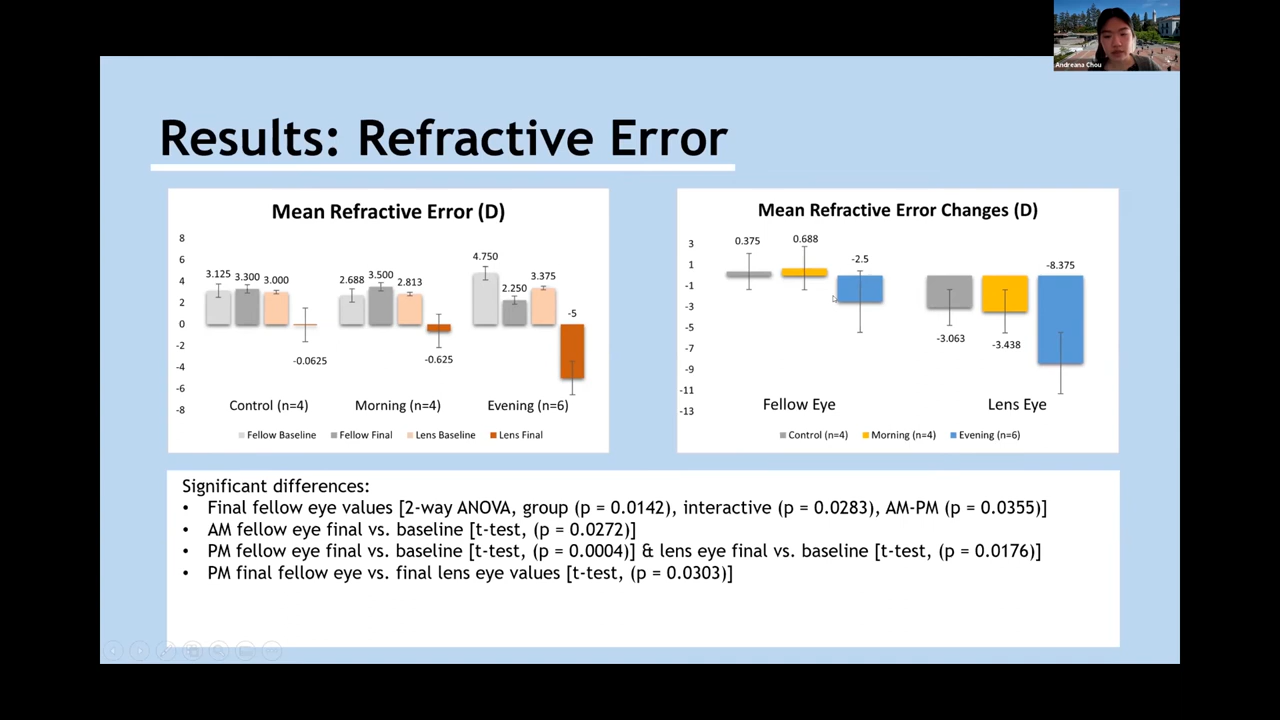 Andreana Chou
Results: Refractive Error
Mean Refractive Error (D)
8
6
4
2
0
-2
-4
-6
-8
3.125
3.300
3.000
-0.0625
2.688
3.500
2.813
-0.625
4.750
2.250
3.375
-5
Control (n=4)
Morning (n=4)
Evening (n=6)
Fellow Baseline
Fellow Final
Lens Baseline
Lens Final
Mean Refractive Error Changes (D)
3
1
-1
-3
-5
-7
-9
-11
-13
0.375
0.688
-2.5
-3.063
-3.438
-8.375
Fellow Eye
Lens Eye
Control (n=4)
Morning (n=4)
Evening (n=6)
Significant differences:
• Final fellow eye values [2-way ANOVA, group (p = 0.0142), interactive (p = 0.0283), AM-PM (p = 0.0355)]
• AM fellow eye final vs. baseline [t-test, (p = 0.0272)]
• PM fellow eye final vs. baseline [t-test, (p = 0.0004)] & lens eye final vs. baseline [t-test, (p = 0.0176)]
• PM final fellow eye vs. final lens eye values [t-test, (p = 0.0303)]